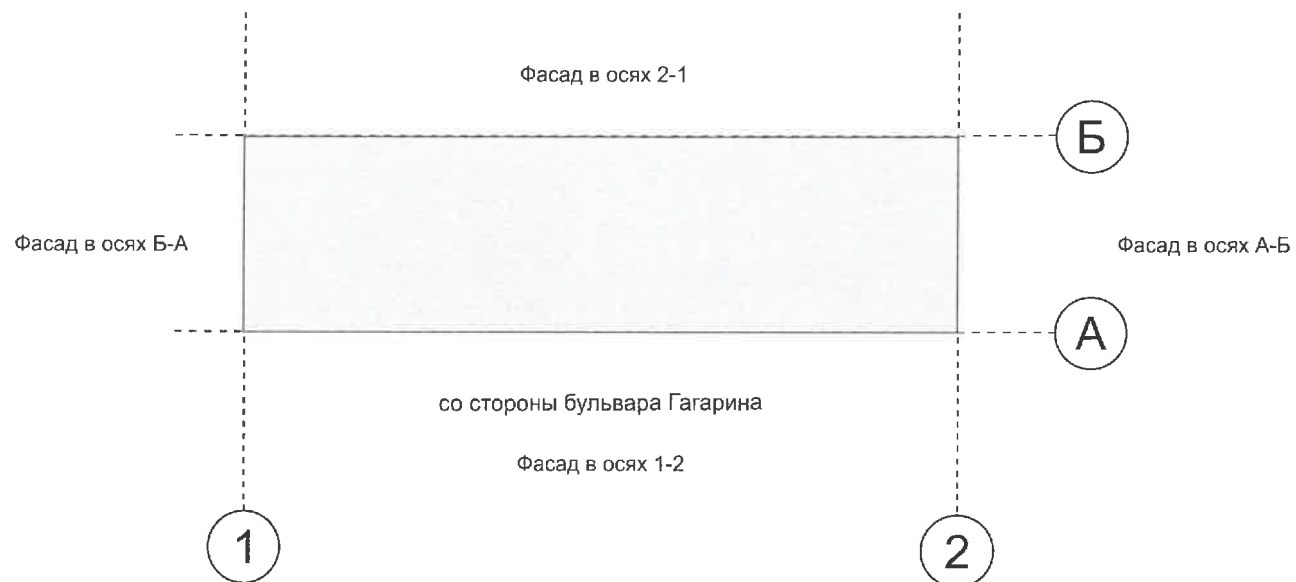 Фасад в осях 2-1
Б
Фасад в осях Б-А
Фасад в осях А-Б
А
со стороны бульвара Гагарина
Фасад в осях 1-2
1
2